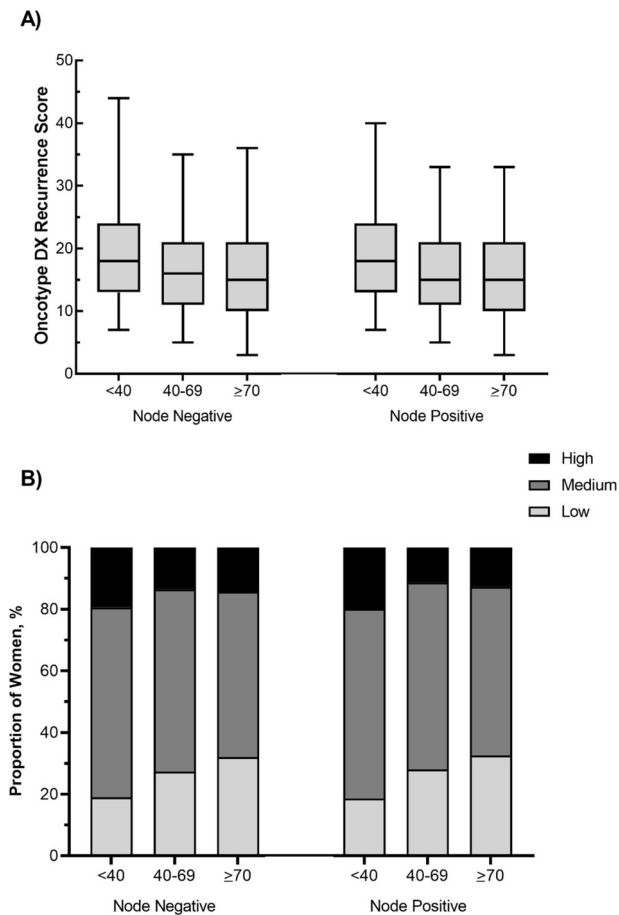 A)
Oncotype DX Recurrence Score
50
40
30
20
10
0
<40 40-69 ≥70 <40 40-69 ≥70
Node Negative Node Positive
High
Medium
Low
B)
Proportion of Women, %
100
80
60
40
20
0
<40 40-69 ≥70 <40 40-69 ≥70
Node Negative Node Positive